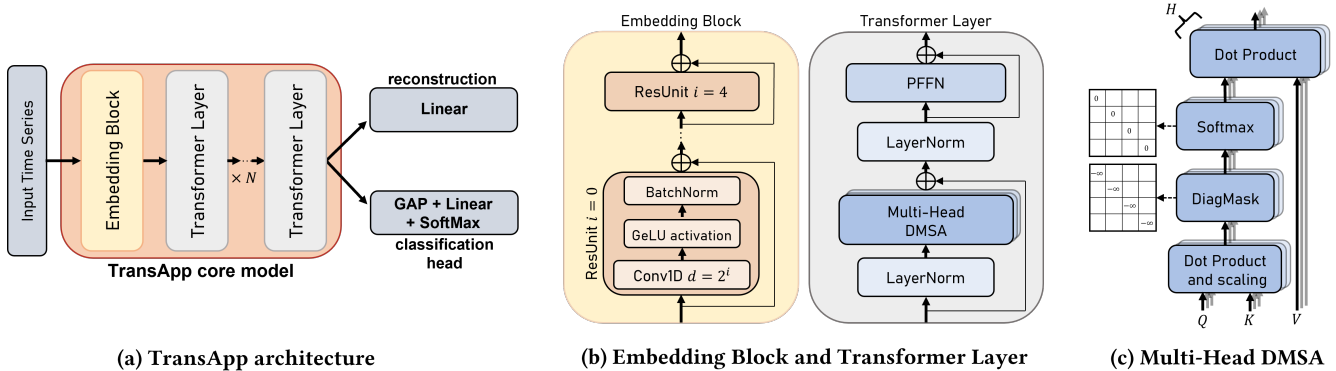 Input Time Series
Embedding Block
Transformer Layer
× N
Transformer Layer
reconstruction
Linear
GAP + Linear
+ SoftMax
classification
head
TransApp core model
(a) TransApp architecture
Embedding Block
ResUnit i = 4
ResUnit i = 0
BatchNorm
GeLU activation
Conv1D d = 2^i
Transformer Layer
PFFN
LayerNorm
Multi-Head
DMSA
LayerNorm
(b) Embedding Block and Transformer Layer
H
Dot Product
Softmax
0
0
0
0
DiagMask
−∞
−∞
−∞
−∞
Dot Product
and scaling
Q K V
(c) Multi-Head DMSA